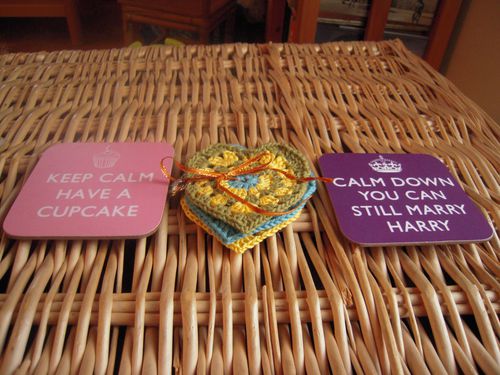 KEEP CALM
HAVE A
CUPCAKE
CALM DOWN
YOU CAN
STILL MARRY
HARRY